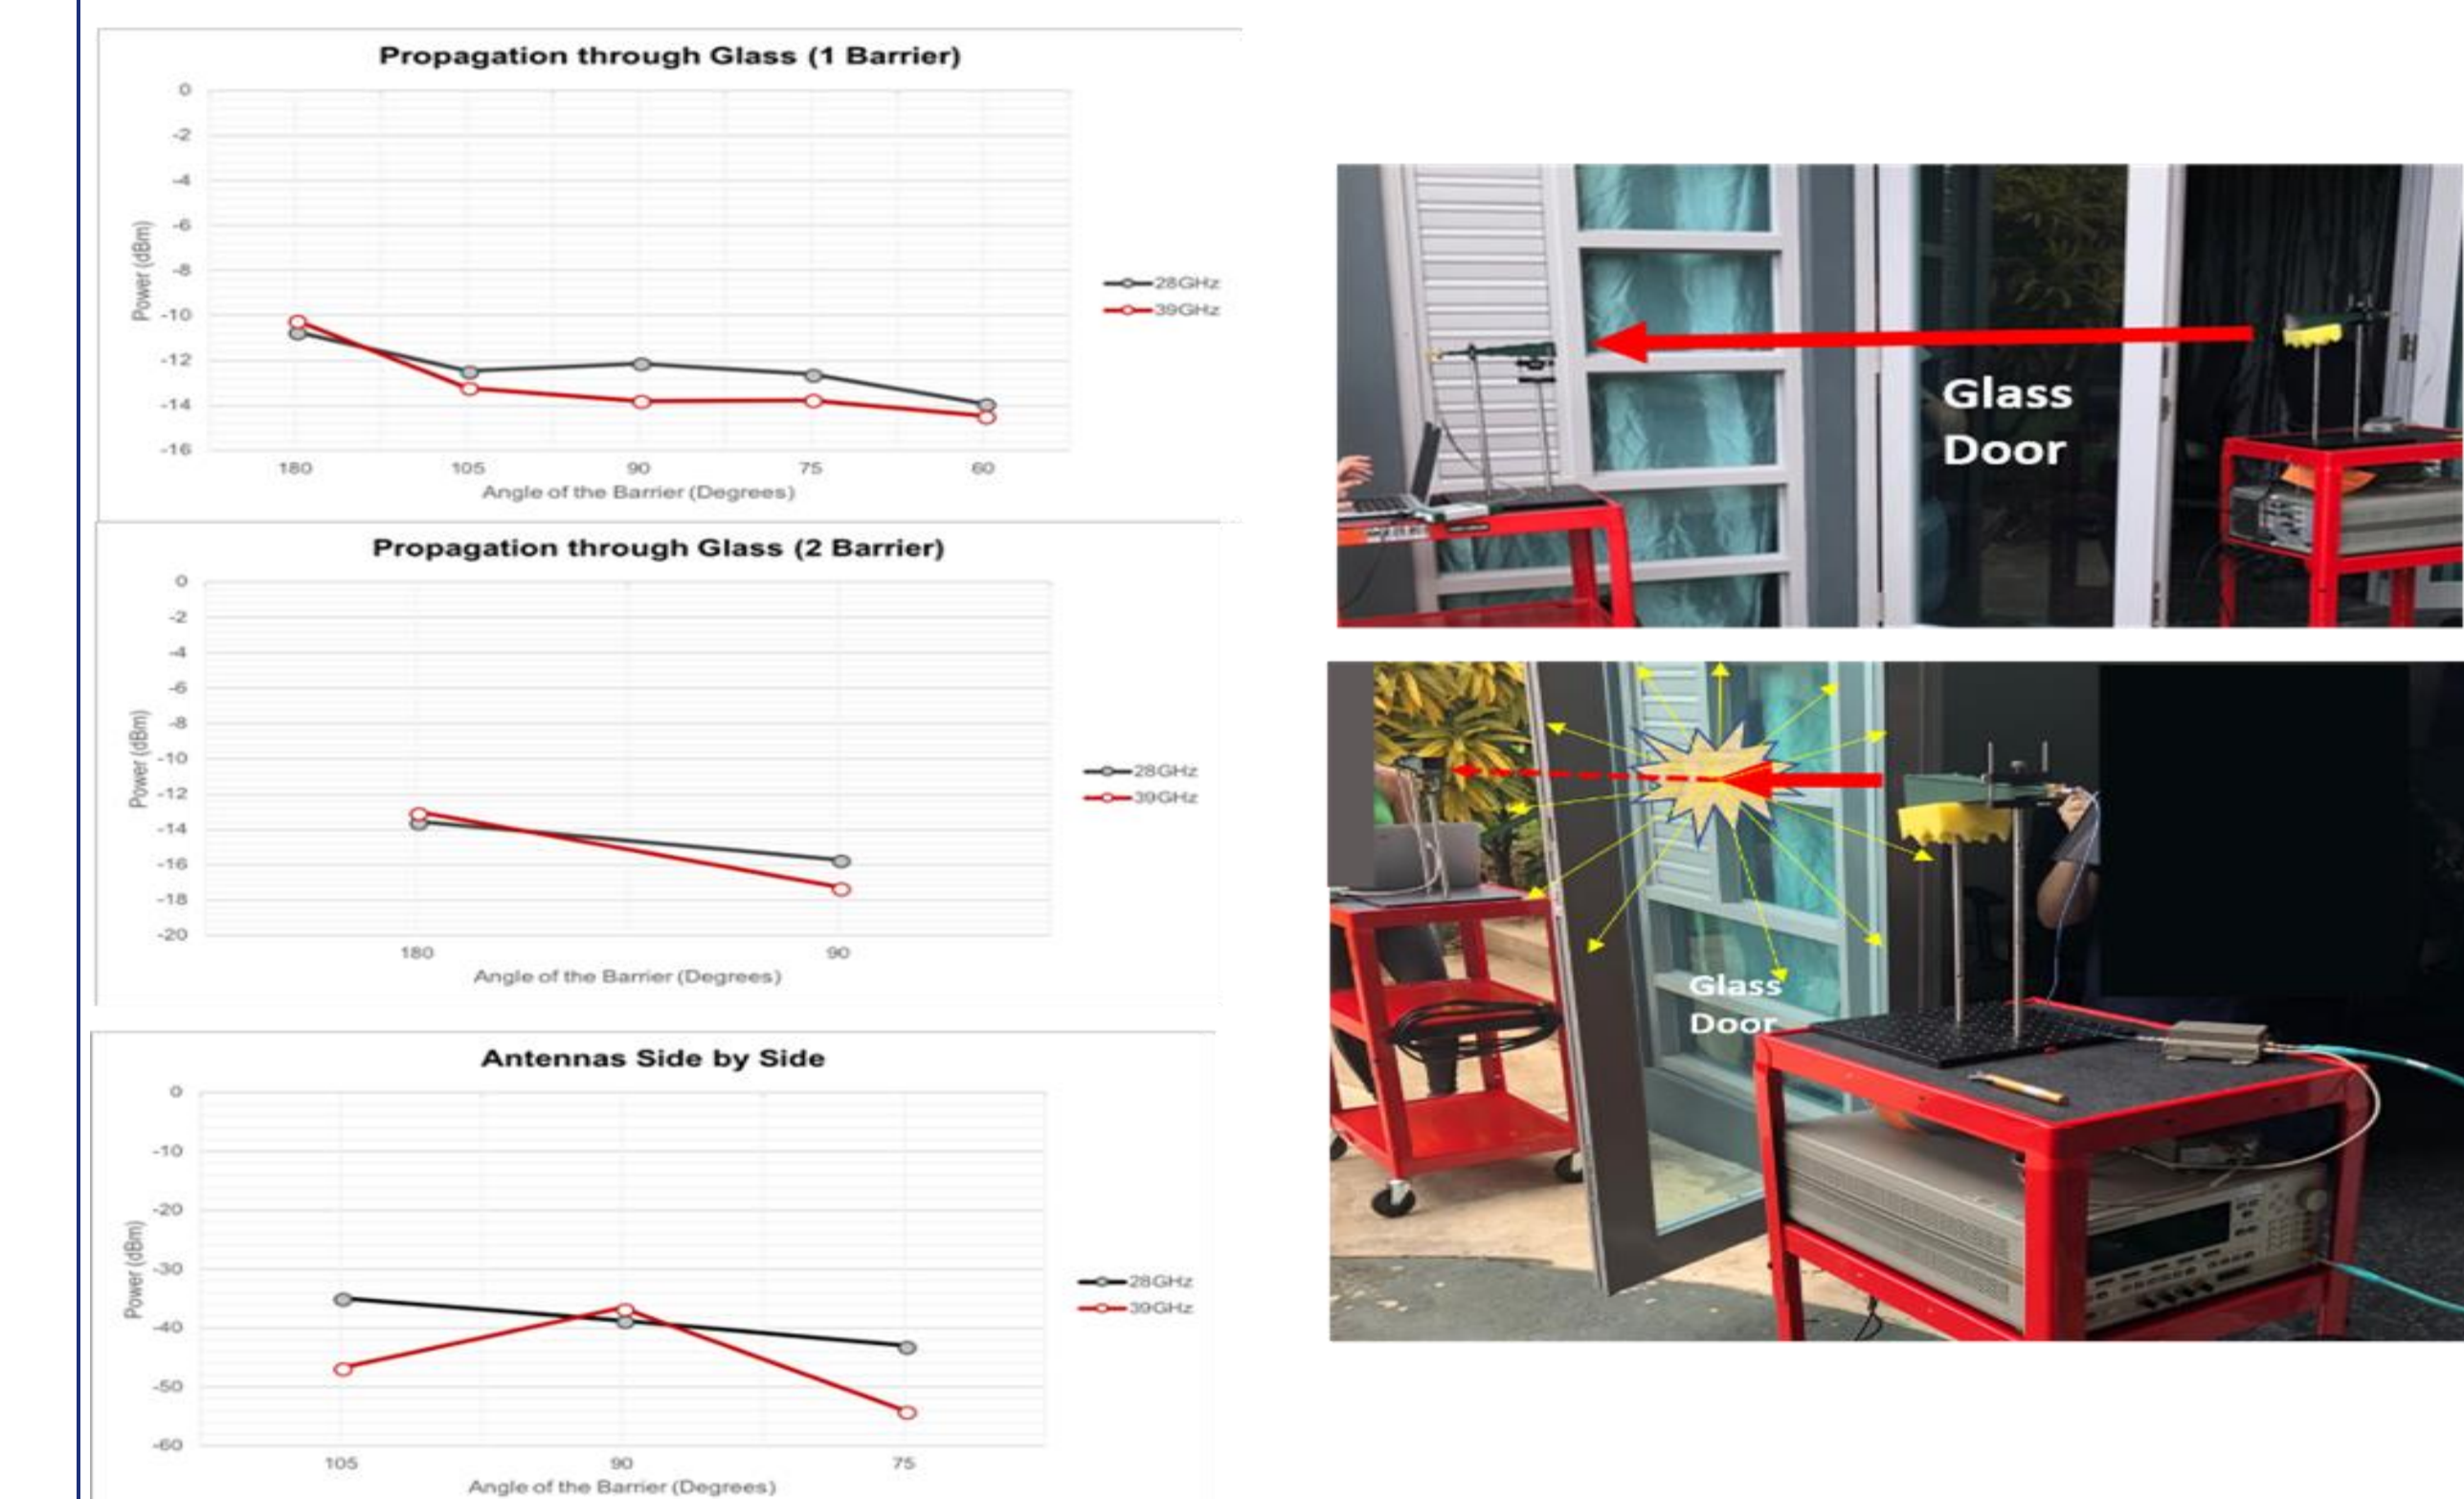 Propagation through Glass (1 Barrier)
0
-2
-4
-6
-8
-10
-12
-14
-16
Power (dBm)
180 105 90 75 60
Angle of the Barrier (Degrees)
28GHz
39GHz
Propagation through Glass (2 Barrier)
0
-2
-4
-6
-8
-10
-12
-14
-16
-18
-20
Power (dBm)
180 90
Angle of the Barrier (Degrees)
28GHz
39GHz
Antennas Side by Side
0
-10
-20
-30
-40
-50
-60
Power (dBm)
105 90 75
Angle of the Barrier (Degrees)
28GHz
39GHz
Glass
Door
Glass
Door